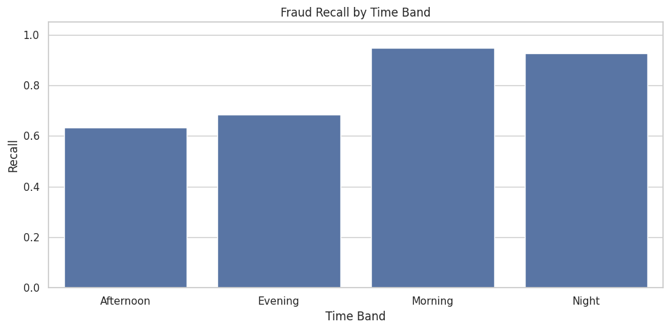 Fraud Recall by Time Band
1.0
0.8
0.6
0.4
0.2
0.0
Recall
Afternoon Evening Morning Night
Time Band